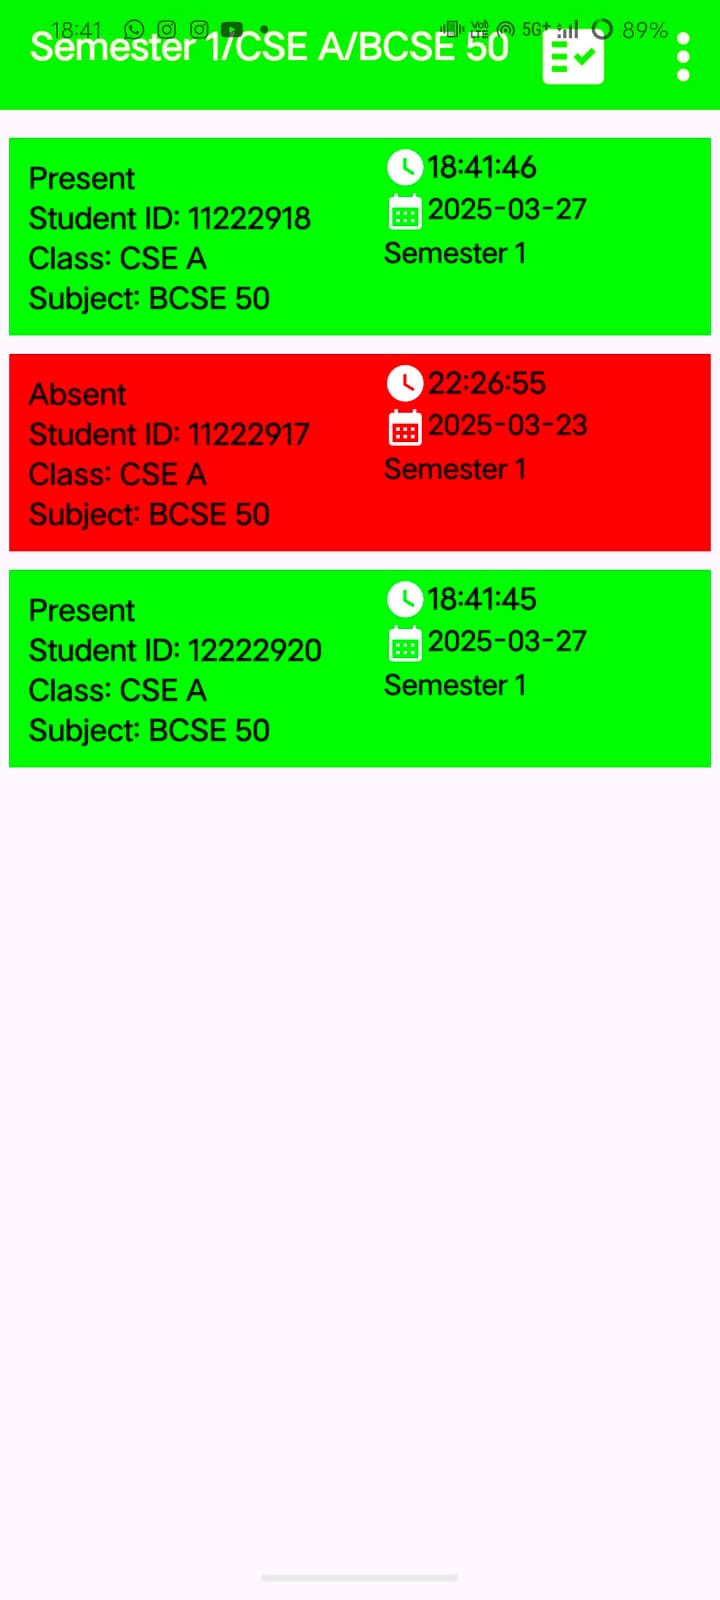 18:41 5G+ 89%
Semester 1/CSE A/BCSE 50
Present
Student ID: 11222918
Class: CSE A
Subject: BCSE 50
18:41:46
2025-03-27
Semester 1
Absent
Student ID: 11222917
Class: CSE A
Subject: BCSE 50
22:26:55
2025-03-23
Semester 1
Present
Student ID: 12222920
Class: CSE A
Subject: BCSE 50
18:41:45
2025-03-27
Semester 1